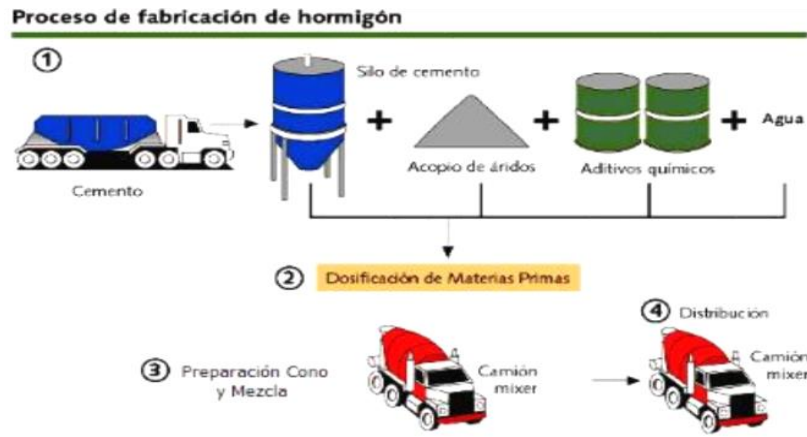 Proceso de fabricación de hormigón
1
Silo de cemento
Cemento
+
Acopio de áridos
+
Aditivos químicos
+
Agua
2 Dosificación de Materias Primas
3 Preparación Cono
y Mezcla
Camión
mixer
4 Distribución
Camión
mixer